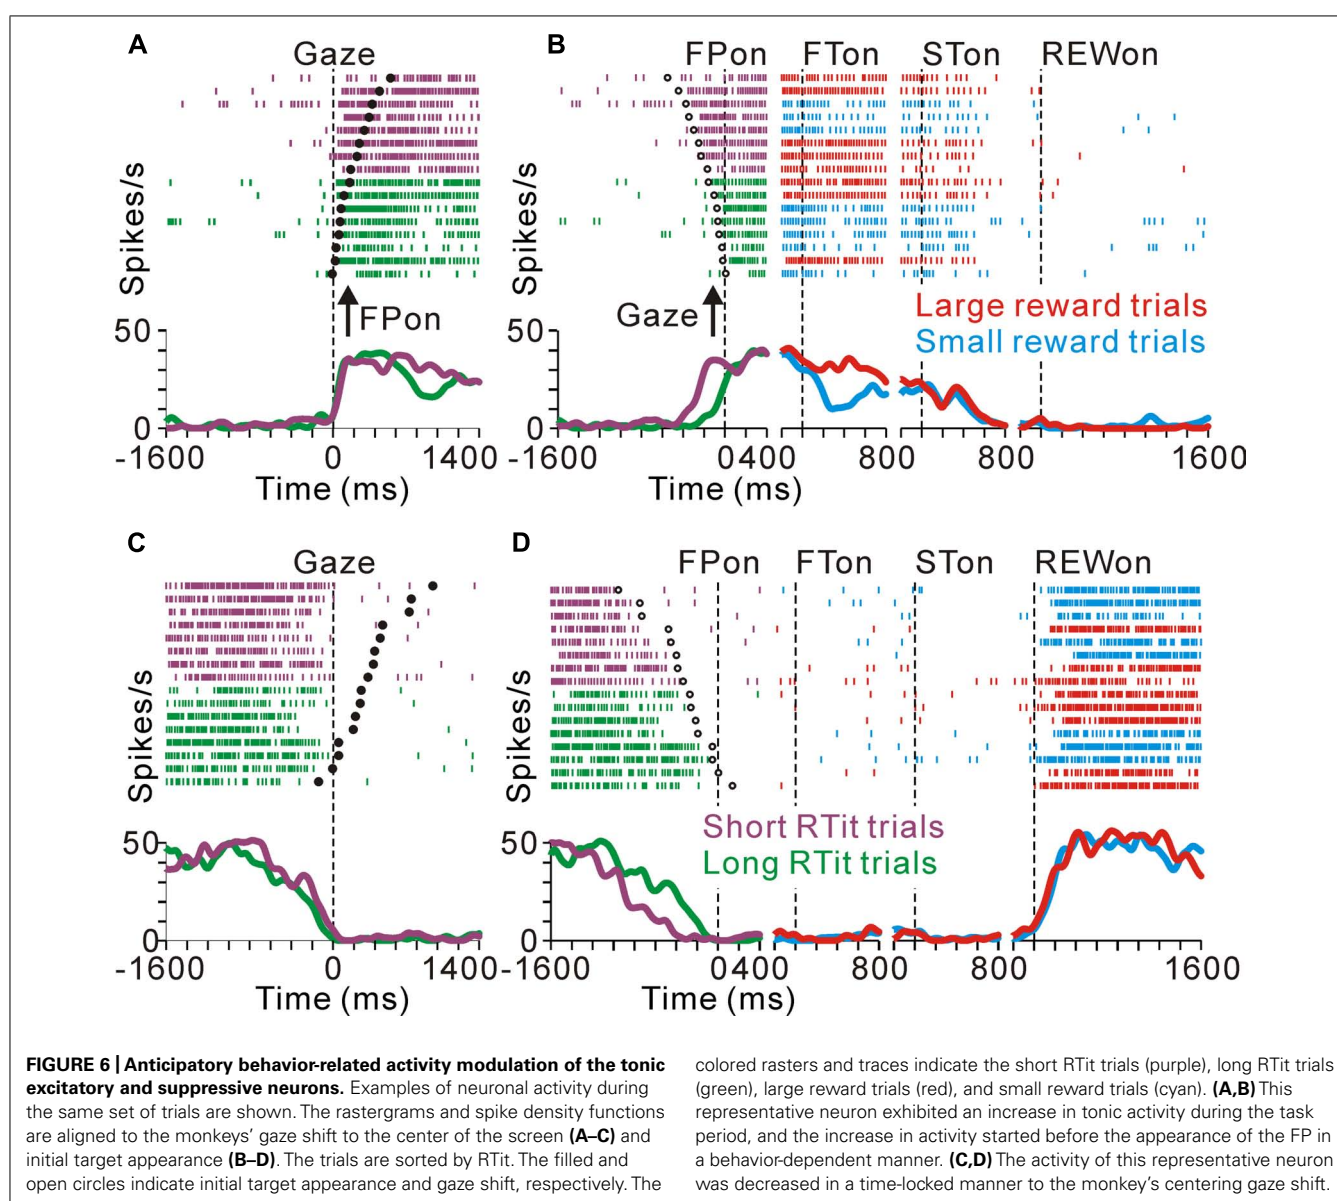 A
Gaze
Spikes/s
FPon
50
0
-1600
0
1400
Time (ms)
B
FPon
FTon
STon
REWon
Spikes/s
Gaze
Large reward trials
Small reward trials
50
0
-1600
0400
800
800
1600
Time (ms)
C
Gaze
Spikes/s
50
0
-1600
0
1400
Time (ms)
D
FPon
FTon
STon
REWon
Spikes/s
Short RTit trials
Long RTit trials
50
0
-1600
0400
800
800
1600
Time (ms)
FIGURE 6 | Anticipatory behavior-related activity modulation of the tonic
excitatory and suppressive neurons. Examples of neuronal activity during
the same set of trials are shown. The rastergrams and spike density functions
are aligned to the monkeys' gaze shift to the center of the screen (A–C) and
initial target appearance (B–D). The trials are sorted by RTit. The filled and
open circles indicate initial target appearance and gaze shift, respectively. The
colored rasters and traces indicate the short RTit trials (purple), long RTit trials
(green), large reward trials (red), and small reward trials (cyan). (A,B) This
representative neuron exhibited an increase in tonic activity during the task
period, and the increase in activity started before the appearance of the FP in
a behavior-dependent manner. (C,D) The activity of this representative neuron
was decreased in a time-locked manner to the monkey's centering gaze shift.